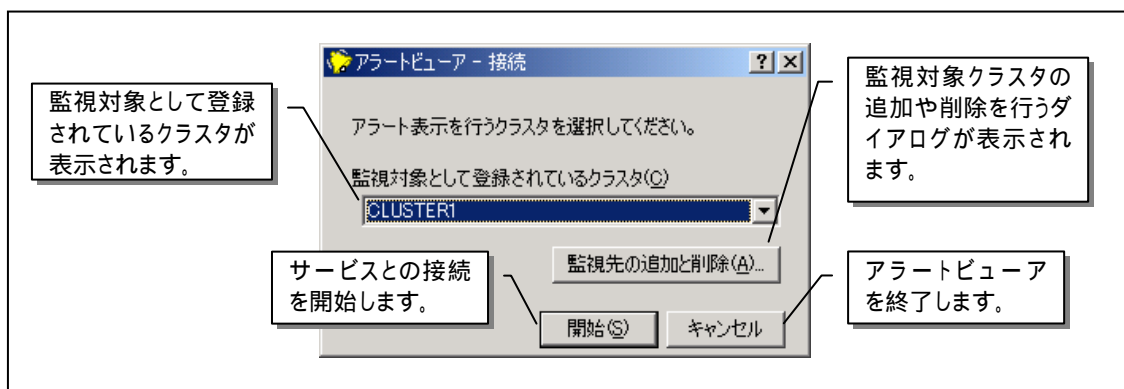 アラートビューア - 接続
監視対象として登録
されているクラスタが
表示されます。
監視対象クラスタの
追加や削除を行うダ
イアログが表示され
ます。
アラート表示を行うクラスタを選択してください。
監視対象として登録されているクラスタ(C)
CLUSTER1
監視先の追加と削除(A)...
サービスとの接続
を開始します。
アラートビューア
を終了します。
開始(S)
キャンセル